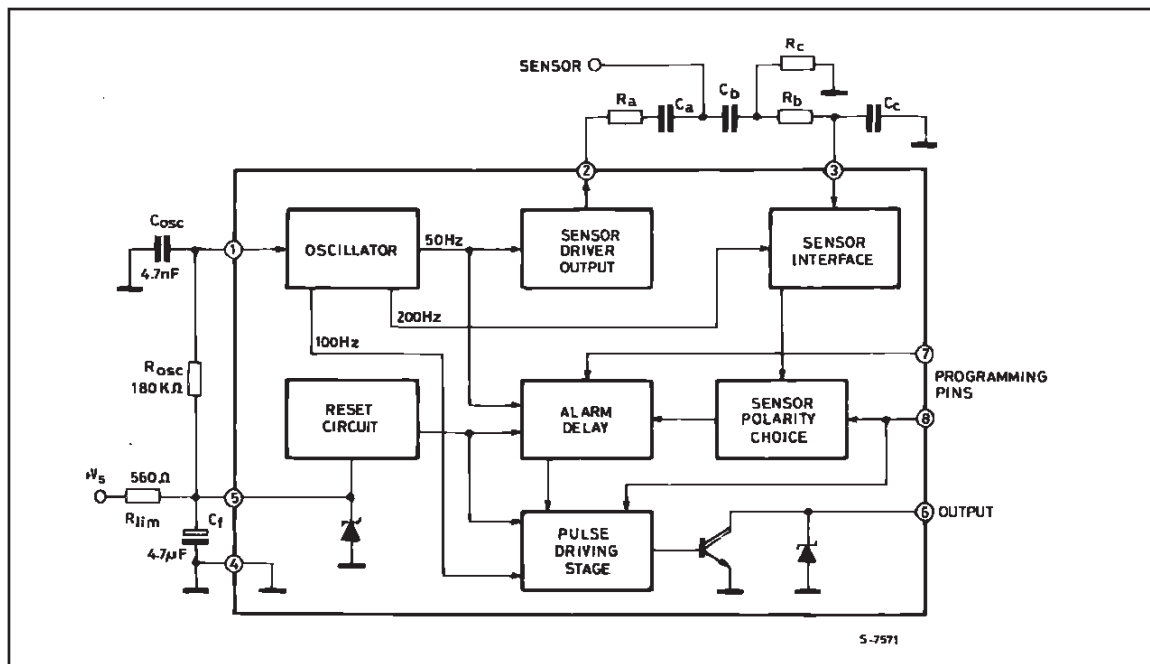 SENSOR
Rc
Ra
Ca
Cb
Rb
Cc
2
3
Cosc
4.7nF
1
OSCILLATOR
50Hz
SENSOR
DRIVER
OUTPUT
SENSOR
INTERFACE
200Hz
100Hz
Rosc
180KΩ
RESET
CIRCUIT
ALARM
DELAY
SENSOR
POLARITY
CHOICE
7
PROGRAMMING
PINS
8
+Vs
560Ω
Rlim
5
Cf
4.7µF
4
PULSE
DRIVING
STAGE
6
OUTPUT
S-7571